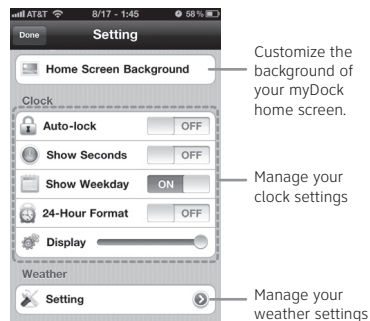 AT&T 8/17 - 1:45 58%
Done Setting
Home Screen Background
Customize the
background of
your myDock
home screen.
Clock
Auto-lock OFF
Show Seconds OFF
Show Weekday ON
24-Hour Format OFF
Display
Manage your
clock settings
Weather
Setting
Manage your
weather settings